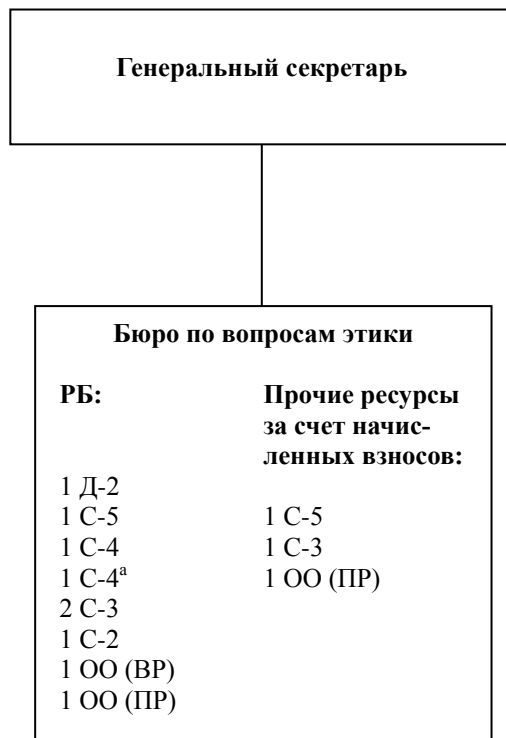 Генеральный секретарь
Бюро по вопросам этики
РБ:
1 Д-2
1 С-5
1 С-4
1 С-4ª
2 С-3
1 С-2
1 ОО (ВР)
1 ОО (ПР)
Прочие ресурсы
за счет начис-
ленных взносов:
1 С-5
1 С-3
1 ОО (ПР)